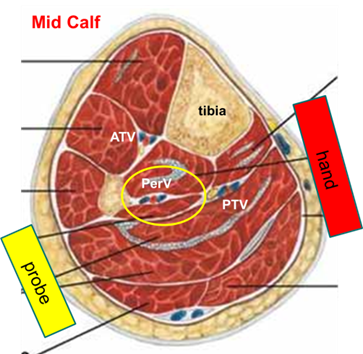 Mid Calf
tibia
ATV
hand
PerV
PTV
probe